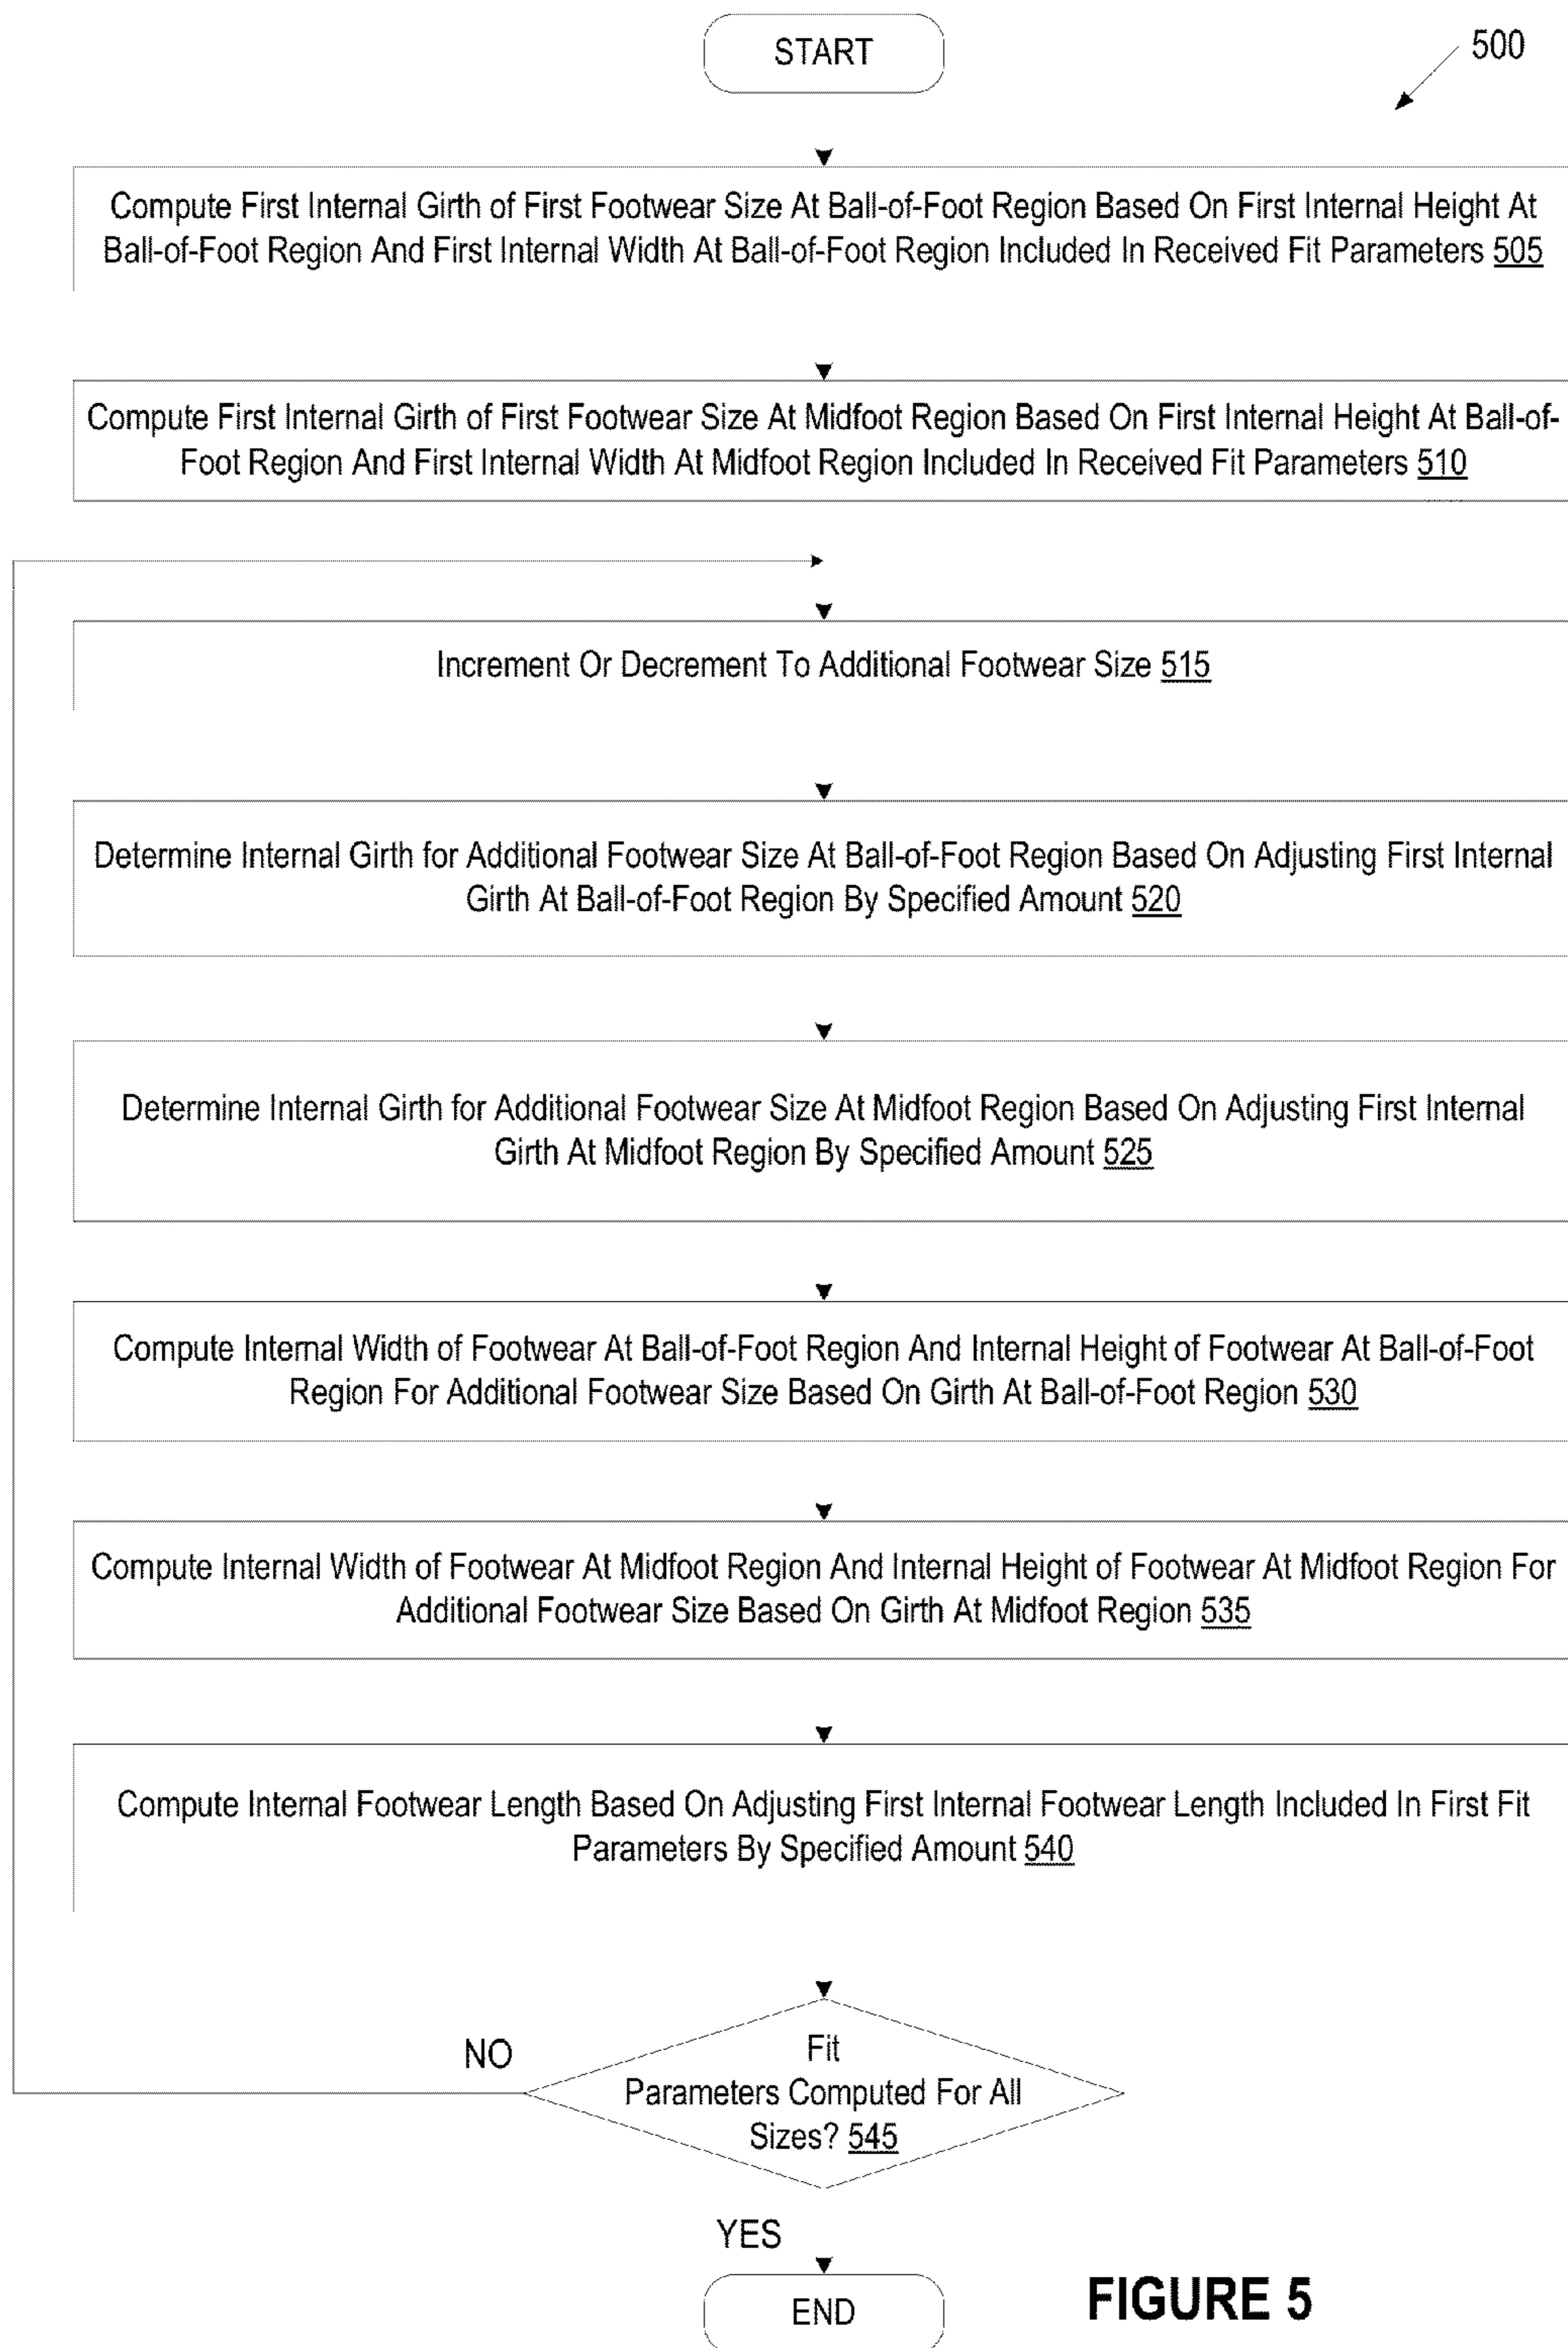 START
500
Compute First Internal Girth of First Footwear Size At Ball-of-Foot Region Based On First Internal Height At
Ball-of-Foot Region And First Internal Width At Ball-of-Foot Region Included In Received Fit Parameters 505
Compute First Internal Girth of First Footwear Size At Midfoot Region Based On First Internal Height At Ball-of-
Foot Region And First Internal Width At Midfoot Region Included In Received Fit Parameters 510
Increment Or Decrement To Additional Footwear Size 515
Determine Internal Girth for Additional Footwear Size At Ball-of-Foot Region Based On Adjusting First Internal
Girth At Ball-of-Foot Region By Specified Amount 520
Determine Internal Girth for Additional Footwear Size At Midfoot Region Based On Adjusting First Internal
Girth At Midfoot Region By Specified Amount 525
Compute Internal Width of Footwear At Ball-of-Foot Region And Internal Height of Footwear At Ball-of-Foot
Region For Additional Footwear Size Based On Girth At Ball-of-Foot Region 530
Compute Internal Width of Footwear At Midfoot Region And Internal Height of Footwear At Midfoot Region For
Additional Footwear Size Based On Girth At Midfoot Region 535
Compute Internal Footwear Length Based On Adjusting First Internal Footwear Length Included In First Fit
Parameters By Specified Amount 540
NO
Fit
Parameters Computed For All
Sizes? 545
YES
END
FIGURE 5